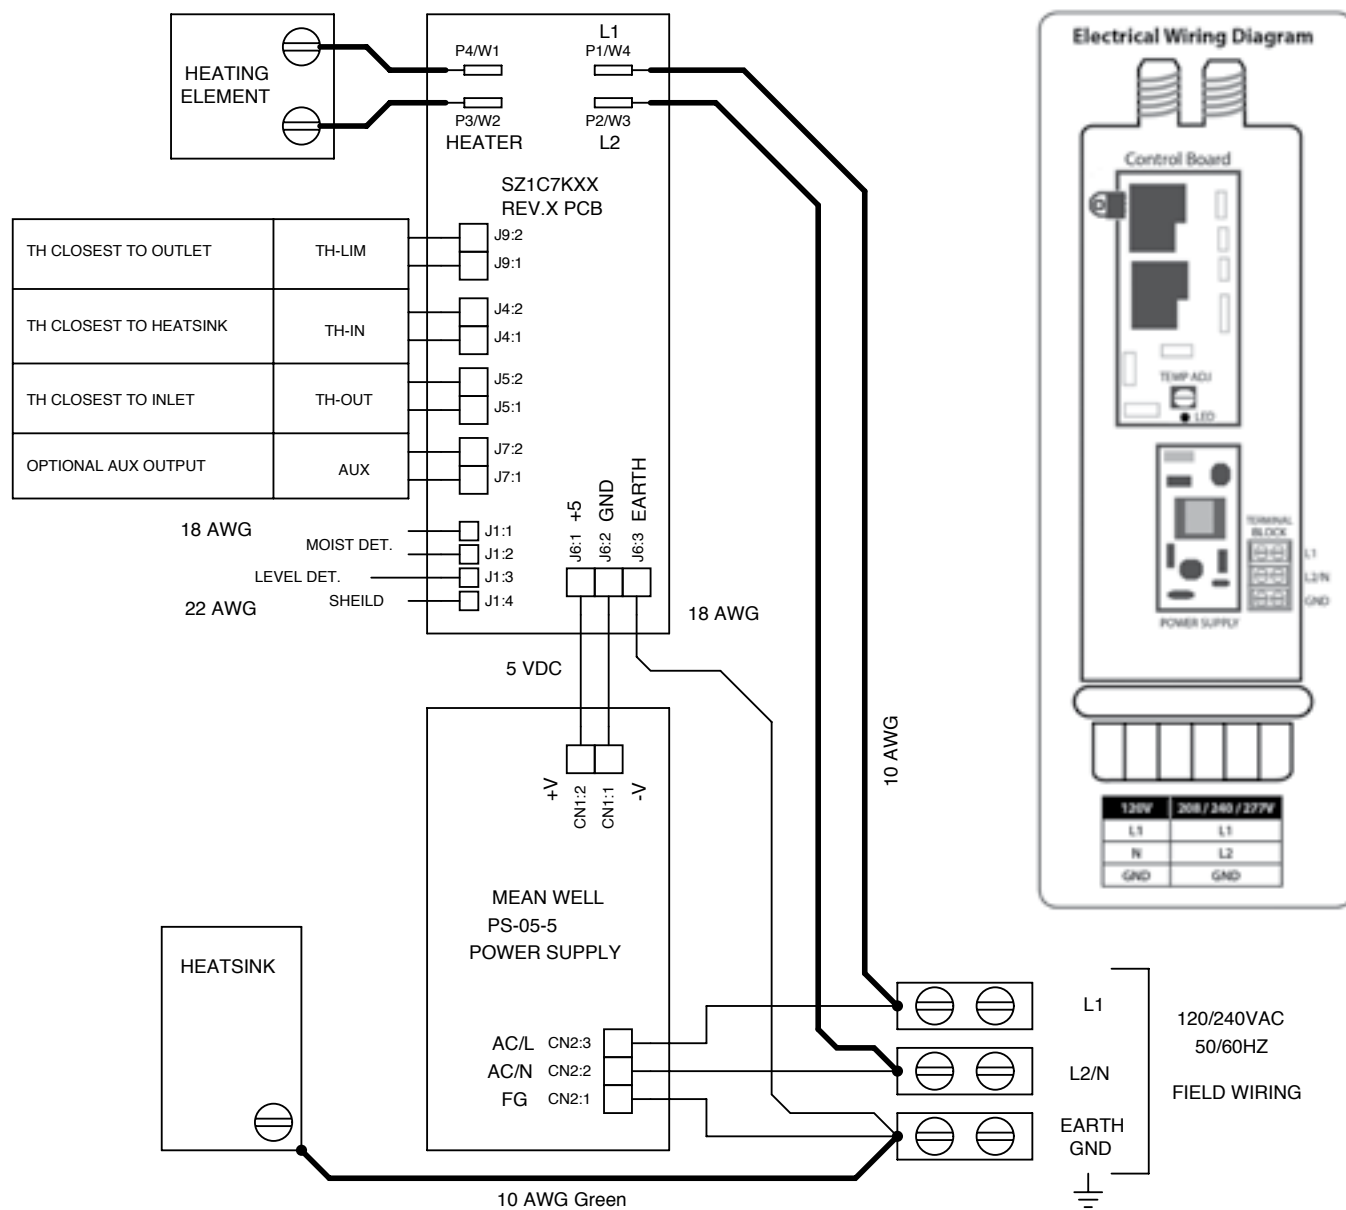 HEATING
ELEMENT
P4/W1
P3/W2
HEATER
L1
P1/W4
P2/W3
L2
SZ1C7KXX
REV.X PCB
TH CLOSEST TO OUTLET
TH-LIM
J9:2
J9:1
TH CLOSEST TO HEATSINK
TH-IN
J4:2
J4:1
TH CLOSEST TO INLET
TH-OUT
J5:2
J5:1
OPTIONAL AUX OUTPUT
AUX
J7:2
J7:1
18 AWG
MOIST DET.
J1:1
J1:2
LEVEL DET.
J1:3
22 AWG
SHEILD
J1:4
J6:1 +5
J6:2 GND
J6:3 EARTH
18 AWG
5 VDC
10 AWG
+V
CN1:2
CN1:1
-V
MEAN WELL
PS-05-5
POWER SUPPLY
AC/L CN2:3
AC/N CN2:2
FG CN2:1
HEATSINK
10 AWG Green
L1
L2/N
EARTH
GND
120/240VAC
50/60HZ
FIELD WIRING
Electrical Wiring Diagram
Control Board
TEMP ADJ
LED
POWER SUPPLY
TERMINAL
BLOCK
L1
L2/N
GND
120V 208 / 240 / 277V
L1 L1
N L2
GND GND